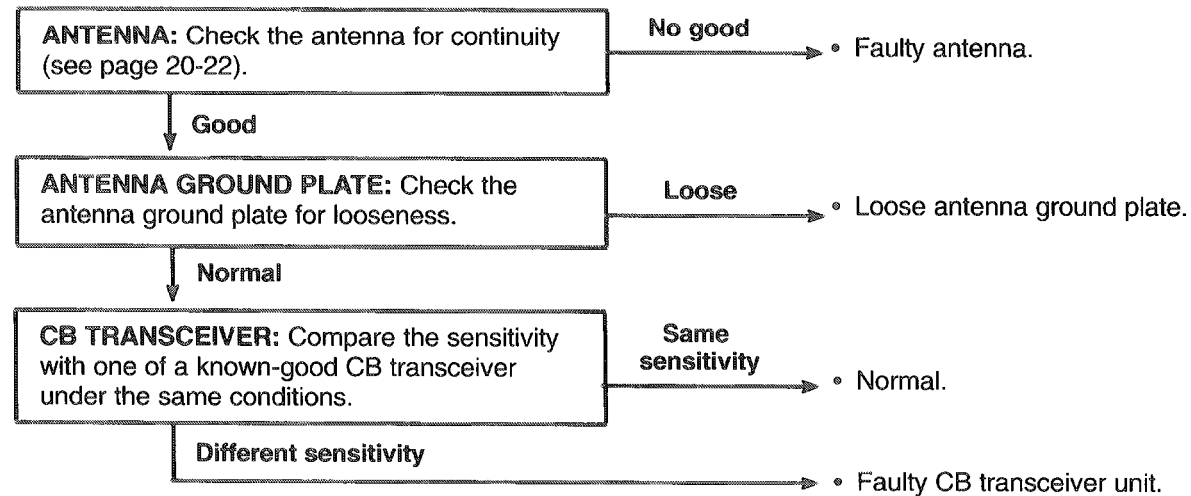 ANTENNA: Check the antenna for continuity
(see page 20-22).
No good
• Faulty antenna.
Good
ANTENNA GROUND PLATE: Check the
antenna ground plate for looseness.
Loose
• Loose antenna ground plate.
Normal
CB TRANSCEIVER: Compare the sensitivity
with one of a known-good CB transceiver
under the same conditions.
Same
sensitivity
• Normal.
Different sensitivity
• Faulty CB transceiver unit.